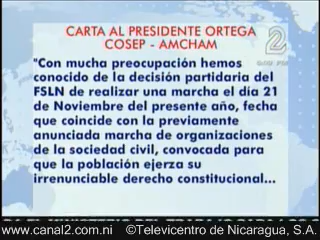 CARTA AL PRESIDENTE ORTEGA
COSEP - AMCHAM
2
"Con mucha preocupación hemos
conocido de la decisión partidaria del
FSLN de realizar una marcha el día 21
de Noviembre del presente año, fecha
que coincide con la previamente
anunciada marcha de organizaciones
de la sociedad civil, convocada para
que la población ejerza su
irrenunciable derecho constitucional...
www.canal2.com.ni ©Televicentro de Nicaragua, S.A.